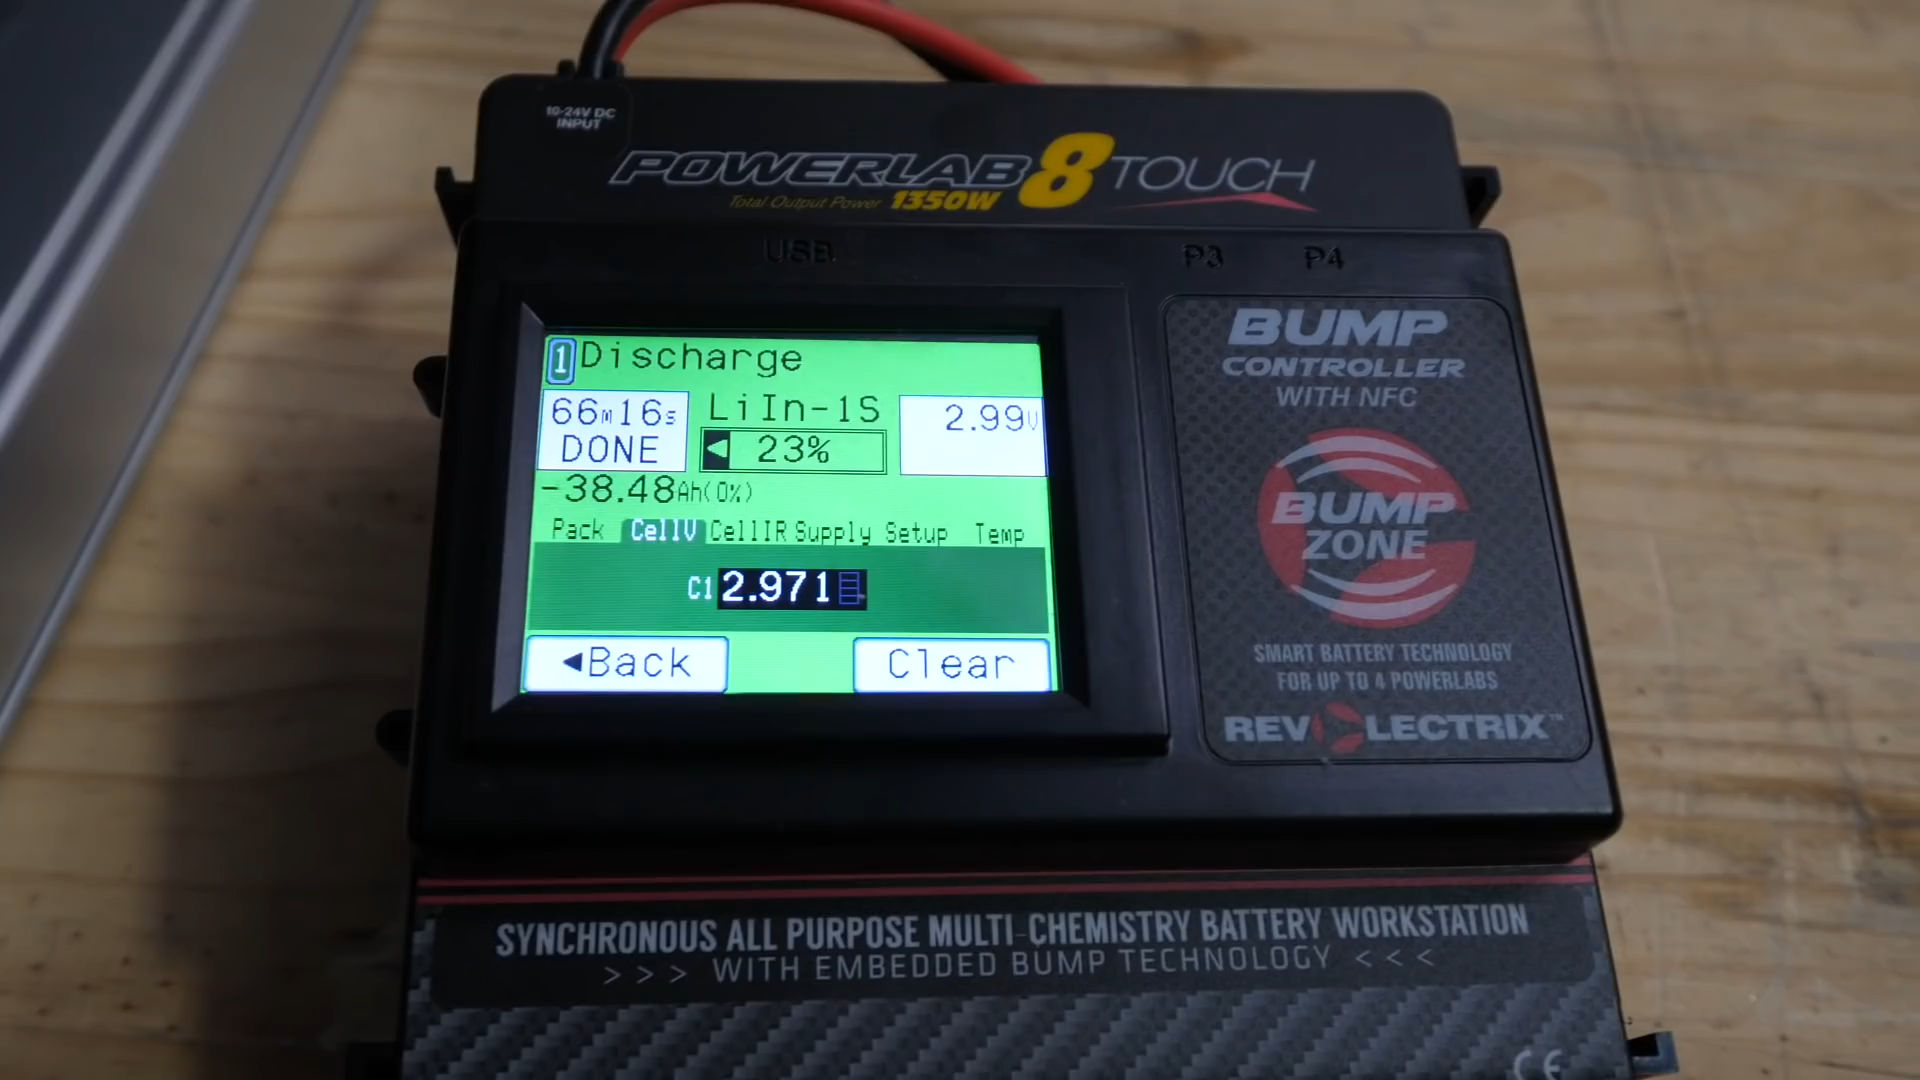 10-24V DC
INPUT
POWERLAB 8 TOUCH
Total Output Power 1350W
USB
P3
P4
1 Discharge
66M16s
DONE
LiIn-1S
23%
2.99V
-38.48Ah(0%)
Pack CellV CellIR Supply Setup Temp
C1 2.971
◄Back
Clear
BUMP
CONTROLLER
WITH NFC
BUMP
ZONE
SMART BATTERY TECHNOLOGY
FOR UP TO 4 POWERLABS
REVOLECTRIX™
SYNCHRONOUS ALL PURPOSE MULTI-CHEMISTRY BATTERY WORKSTATION
> > > WITH EMBEDDED BUMP TECHNOLOGY < < <
CE